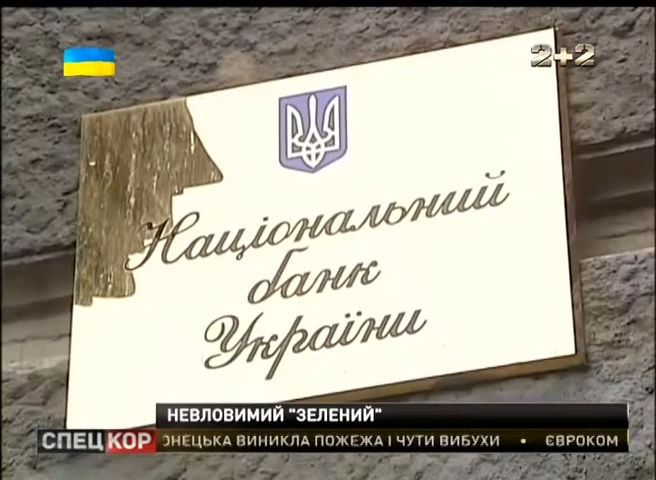 2+2
Національний
банк
України
НЕВЛОВИМИЙ "ЗЕЛЕНИЙ"
СПЕЦКОР
ОНЕЦЬКА ВИНИКЛА ПОЖЕЖА І ЧУТИ ВИБУХИ • ЄВРОКОМ